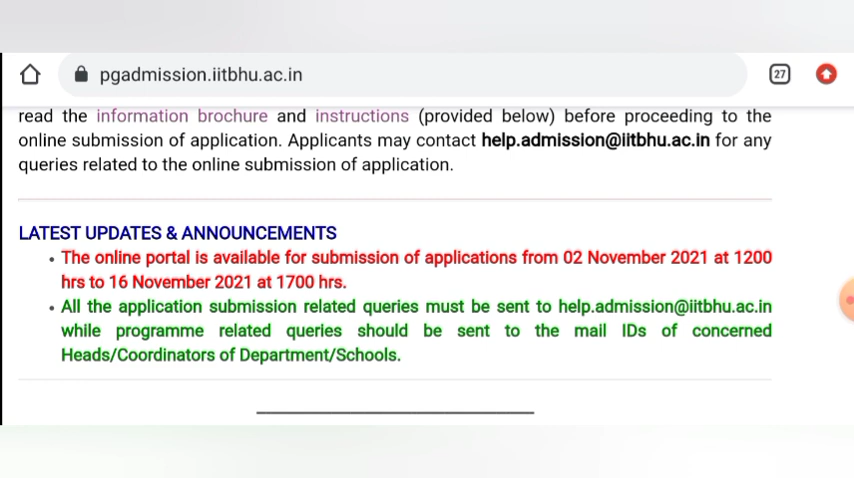 pgadmission.iitbhu.ac.in
27
read the information brochure and instructions (provided below) before proceeding to the
online submission of application. Applicants may contact help.admission@iitbhu.ac.in for any
queries related to the online submission of application.
LATEST UPDATES & ANNOUNCEMENTS
• The online portal is available for submission of applications from 02 November 2021 at 1200
hrs to 16 November 2021 at 1700 hrs.
• All the application submission related queries must be sent to help.admission@iitbhu.ac.in
while programme related queries should be sent to the mail IDs of concerned
Heads/Coordinators of Department/Schools.